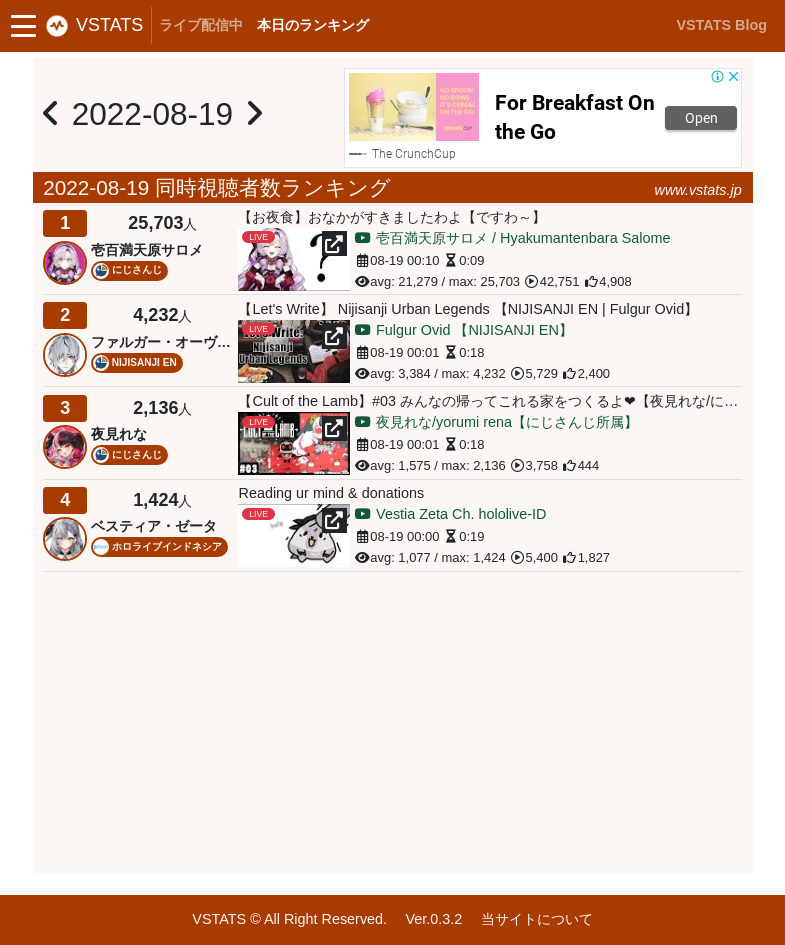 VSTATS ライブ配信中 本日のランキング VSTATS Blog
2022-08-19
NO SPOON
NO BOWL
IT'S CEREAL
ON THE GO
For Breakfast On
the Go
Open
The CrunchCup
2022-08-19 同時視聴者数ランキング www.vstats.jp
1 25,703人
壱百満天原サロメ
にじさんじ
【お夜食】おなかがすきましたわよ【ですわ～】
LIVE
壱百満天原サロメ / Hyakumantenbara Salome
08-19 00:10 0:09
avg: 21,279 / max: 25,703 42,751 4,908
2 4,232人
ファルガー・オーヴ...
NIJISANJI EN
【Let's Write】 Nijisanji Urban Legends 【NIJISANJI EN | Fulgur Ovid】
LIVE
Nijisanji
Urban Legends
Fulgur Ovid 【NIJISANJI EN】
08-19 00:01 0:18
avg: 3,384 / max: 4,232 5,729 2,400
3 2,136人
夜見れな
にじさんじ
【Cult of the Lamb】#03 みんなの帰ってこれる家をつくるよ❤【夜見れな/に…
LIVE
CULT OF THE LAMB
#03
夜見れな/yorumi rena【にじさんじ所属】
08-19 00:01 0:18
avg: 1,575 / max: 2,136 3,758 444
4 1,424人
ベスティア・ゼータ
ホロライブインドネシア
Reading ur mind & donations
LIVE
help
Vestia Zeta Ch. hololive-ID
08-19 00:00 0:19
avg: 1,077 / max: 1,424 5,400 1,827
VSTATS © All Right Reserved. Ver.0.3.2 当サイトについて